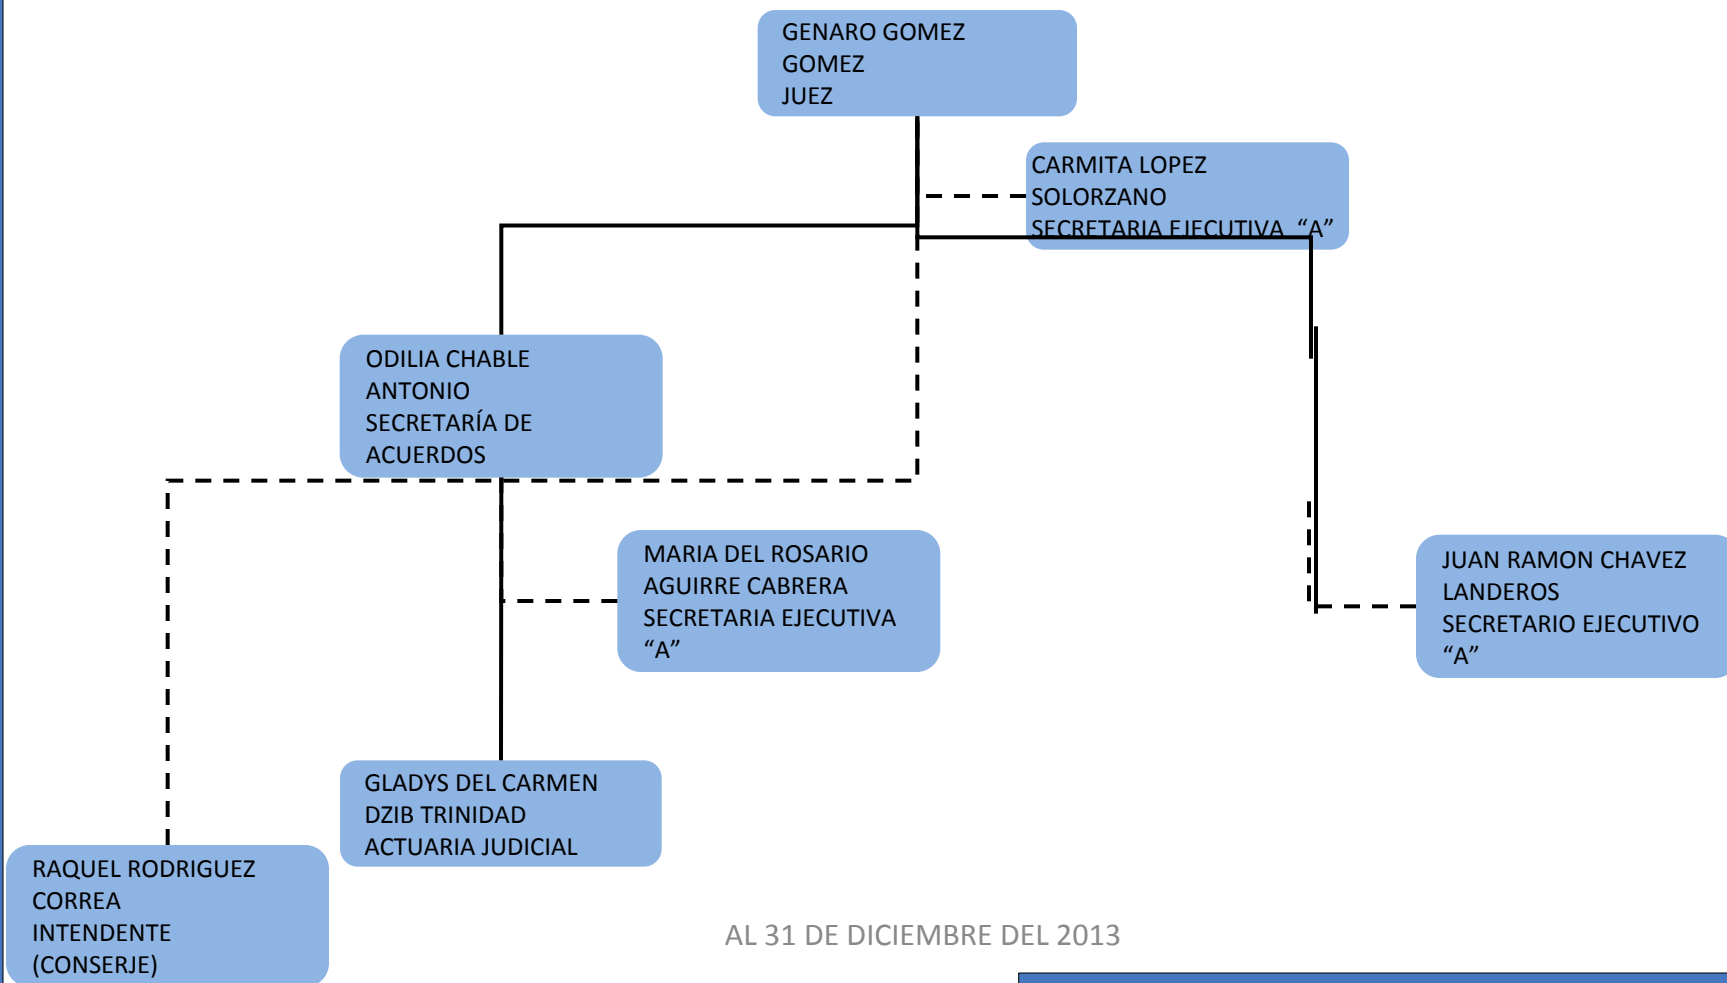 GENARO GOMEZ
GOMEZ
JUEZ
CARMITA LOPEZ
SOLORZANO
SECRETARIA EJECUTIVA “A”
ODILIA CHABLE
ANTONIO
SECRETARÍA DE
ACUERDOS
MARIA DEL ROSARIO
AGUIRRE CABRERA
SECRETARIA EJECUTIVA
“A”
JUAN RAMON CHAVEZ
LANDEROS
SECRETARIO EJECUTIVO
“A”
GLADYS DEL CARMEN
DZIB TRINIDAD
ACTUARIA JUDICIAL
RAQUEL RODRIGUEZ
CORREA
INTENDENTE
(CONSERJE)
AL 31 DE DICIEMBRE DEL 2013